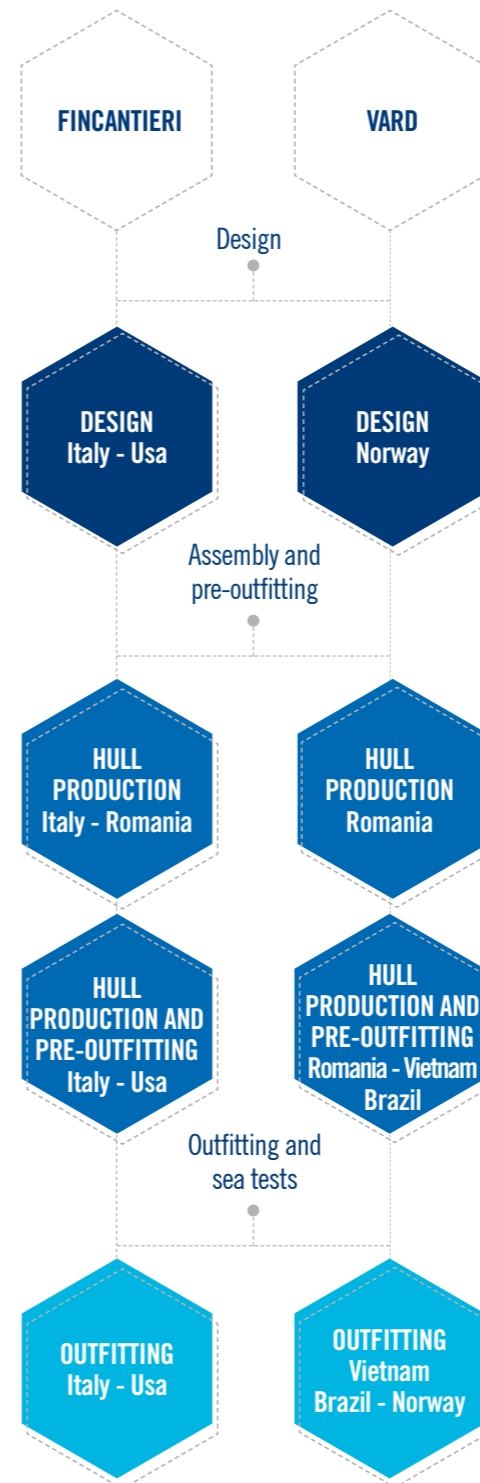 FINCANTIERI
VARD
Design
DESIGN
Italy - Usa
DESIGN
Norway
Assembly and
pre-outfitting
HULL
PRODUCTION
Italy - Romania
HULL
PRODUCTION
Romania
HULL
PRODUCTION AND
PRE-OUTFITTING
Italy - Usa
HULL
PRODUCTION AND
PRE-OUTFITTING
Romania - Vietnam
Brazil
Outfitting and
sea tests
OUTFITTING
Italy - Usa
OUTFITTING
Vietnam
Brazil - Norway